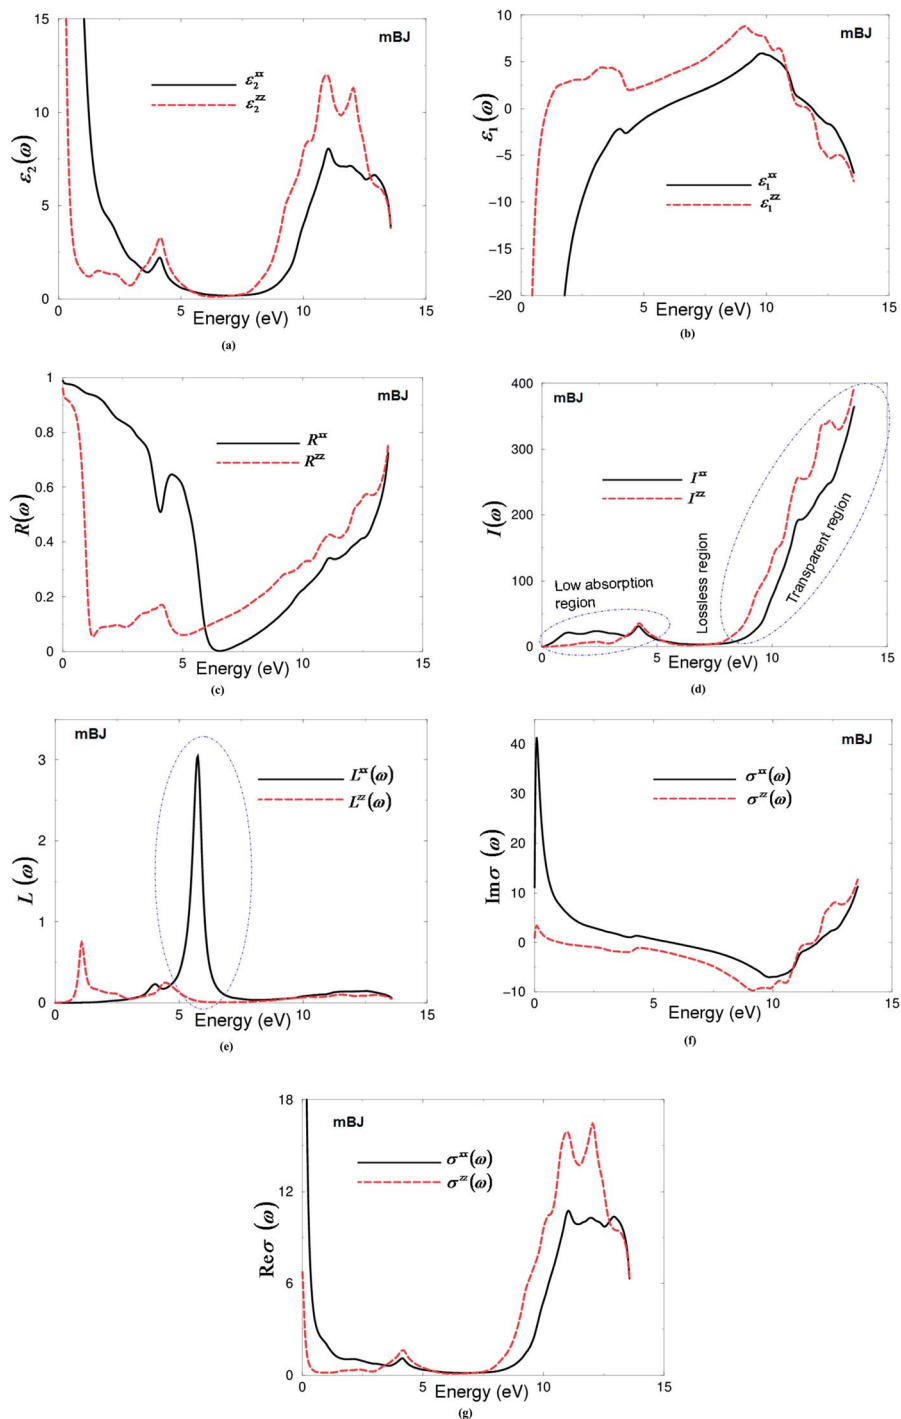 mBJ
15
10
5
0
ε₂(ω)
ε₂ˣˣ
ε₂ᶻᶻ
0 5 10 15
Energy (eV)
(a)
mBJ
10
5
0
−5
−10
−15
−20
ε₁(ω)
ε₁ˣˣ
ε₁ᶻᶻ
5 10 15
Energy (eV)
(b)
mBJ
1
0.8
0.6
0.4
0.2
0
R(ω)
Rˣˣ
Rᶻᶻ
0 5 10 15
Energy (eV)
(c)
mBJ
400
300
200
100
0
I(ω)
Iˣˣ
Iᶻᶻ
Low absorption
region
Lossless region
Transparent region
0 5 10 15
Energy (eV)
(d)
mBJ
3
2
1
0
L (ω)
Lˣˣ(ω)
Lᶻᶻ(ω)
0 5 10 15
Energy (eV)
(e)
mBJ
40
30
20
10
0
−10
Imσ (ω)
σˣˣ(ω)
σᶻᶻ(ω)
0 5 10 15
Energy (eV)
(f)
mBJ
18
12
6
0
Reσ (ω)
σˣˣ(ω)
σᶻᶻ(ω)
0 5 10 15
Energy (eV)
(g)